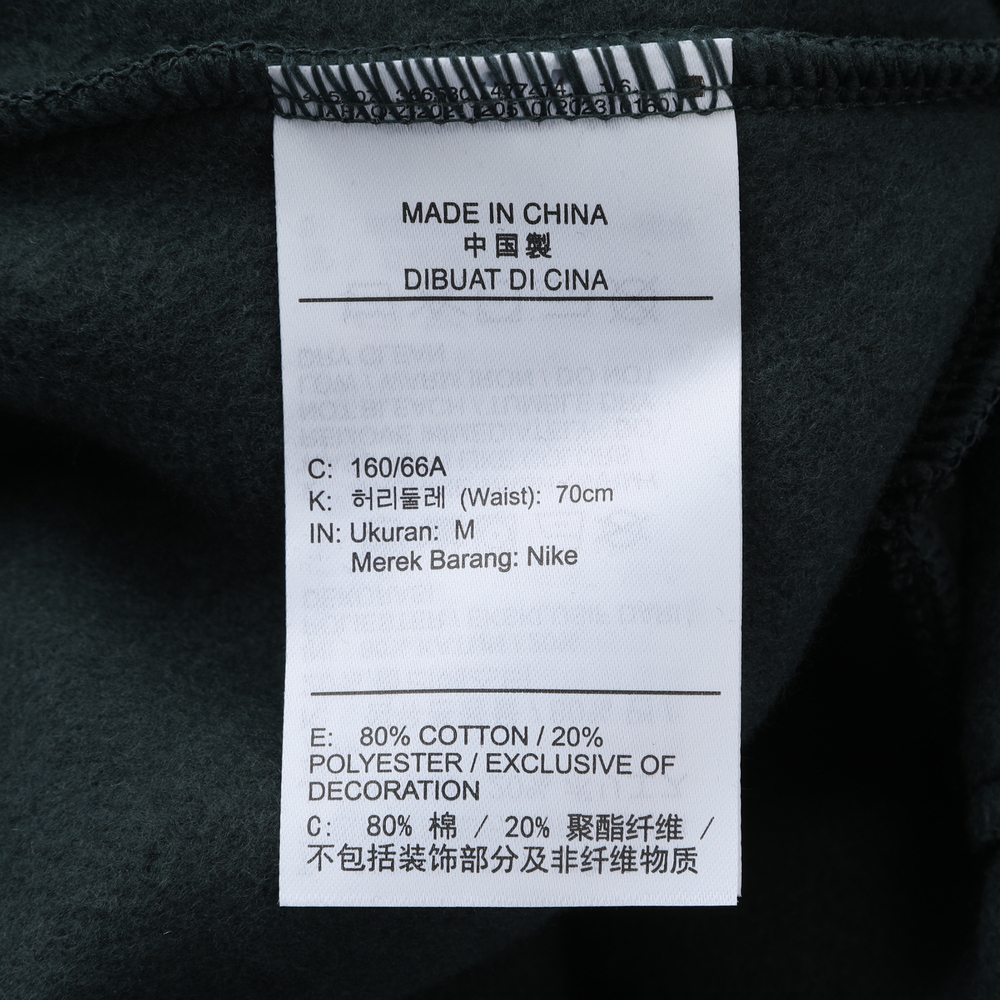 MADE IN CHINA
中国製
DIBUAT DI CINA
C: 160/66A
K: 허리둘레 (Waist): 70cm
IN: Ukuran: M
Merek Barang: Nike
E: 80% COTTON / 20%
POLYESTER / EXCLUSIVE OF
DECORATION
C: 80% 棉 / 20% 聚酯纤维 /
不包括装饰部分及非纤维物质